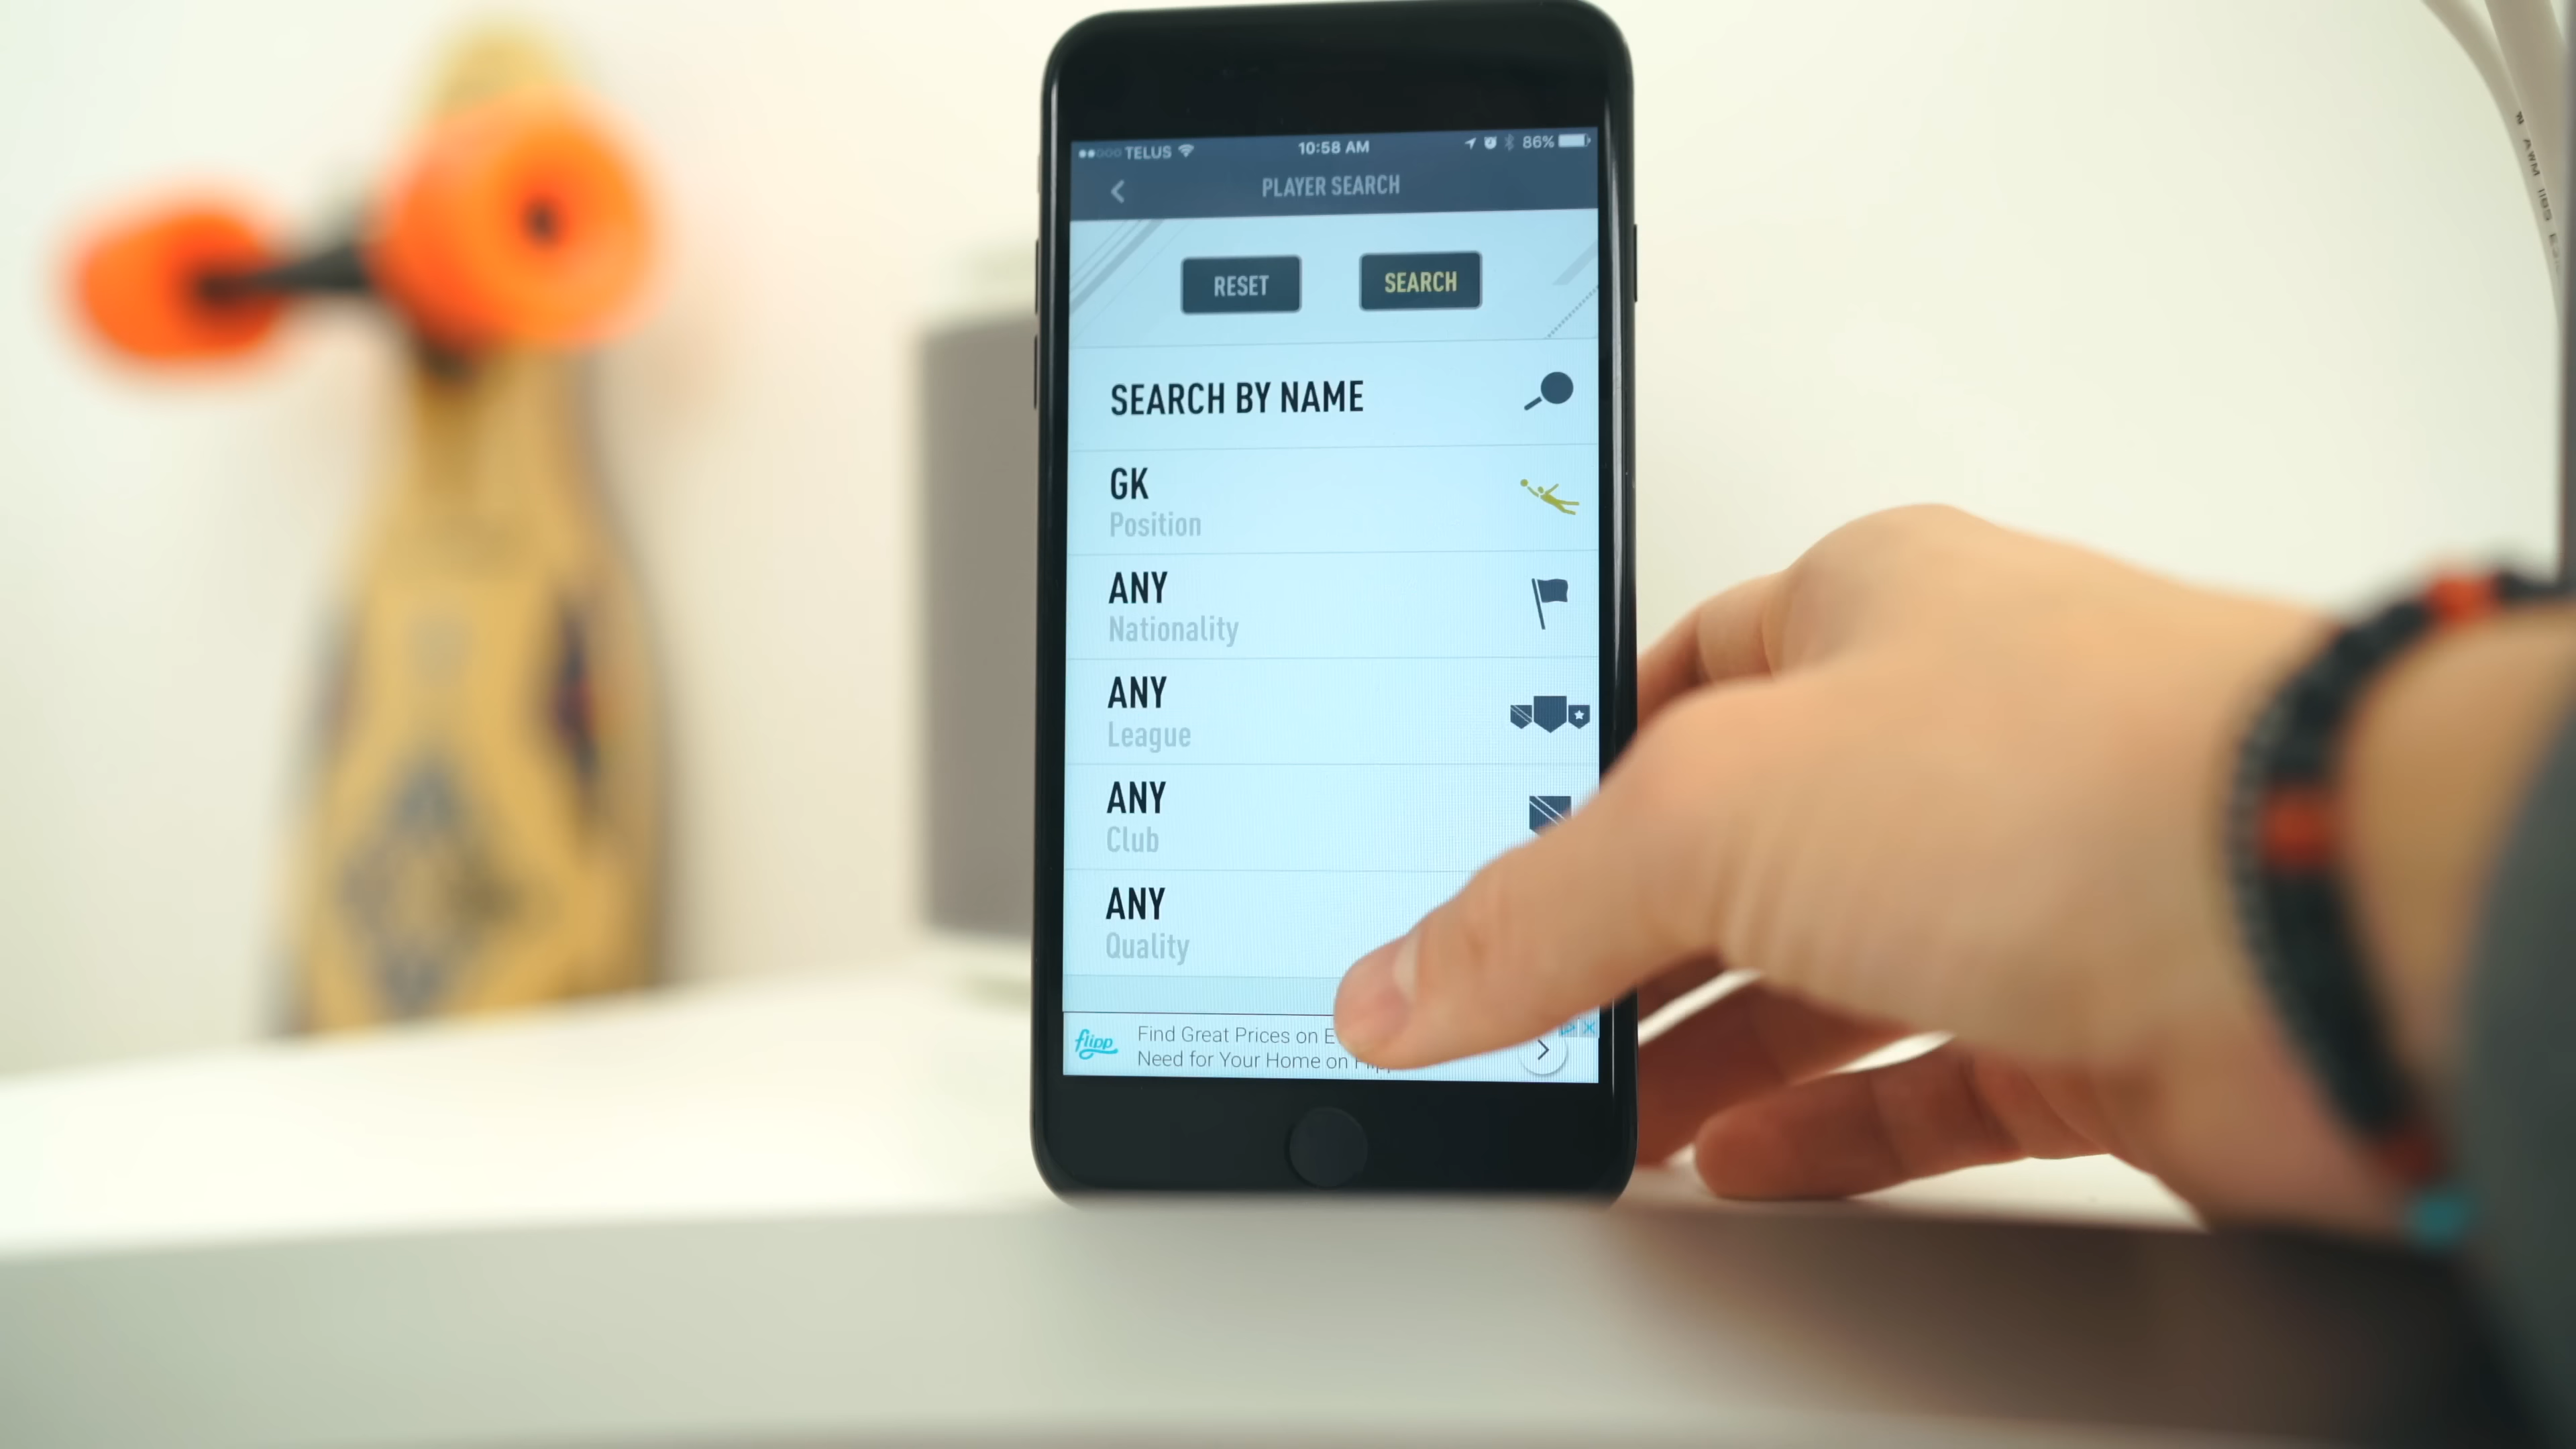 TELUS 10:58 AM 86%
PLAYER SEARCH
RESET SEARCH
SEARCH BY NAME
GK
Position
ANY
Nationality
ANY
League
ANY
Club
ANY
Quality
flipp
Find Great Prices on
Need for Your Home on
AWM